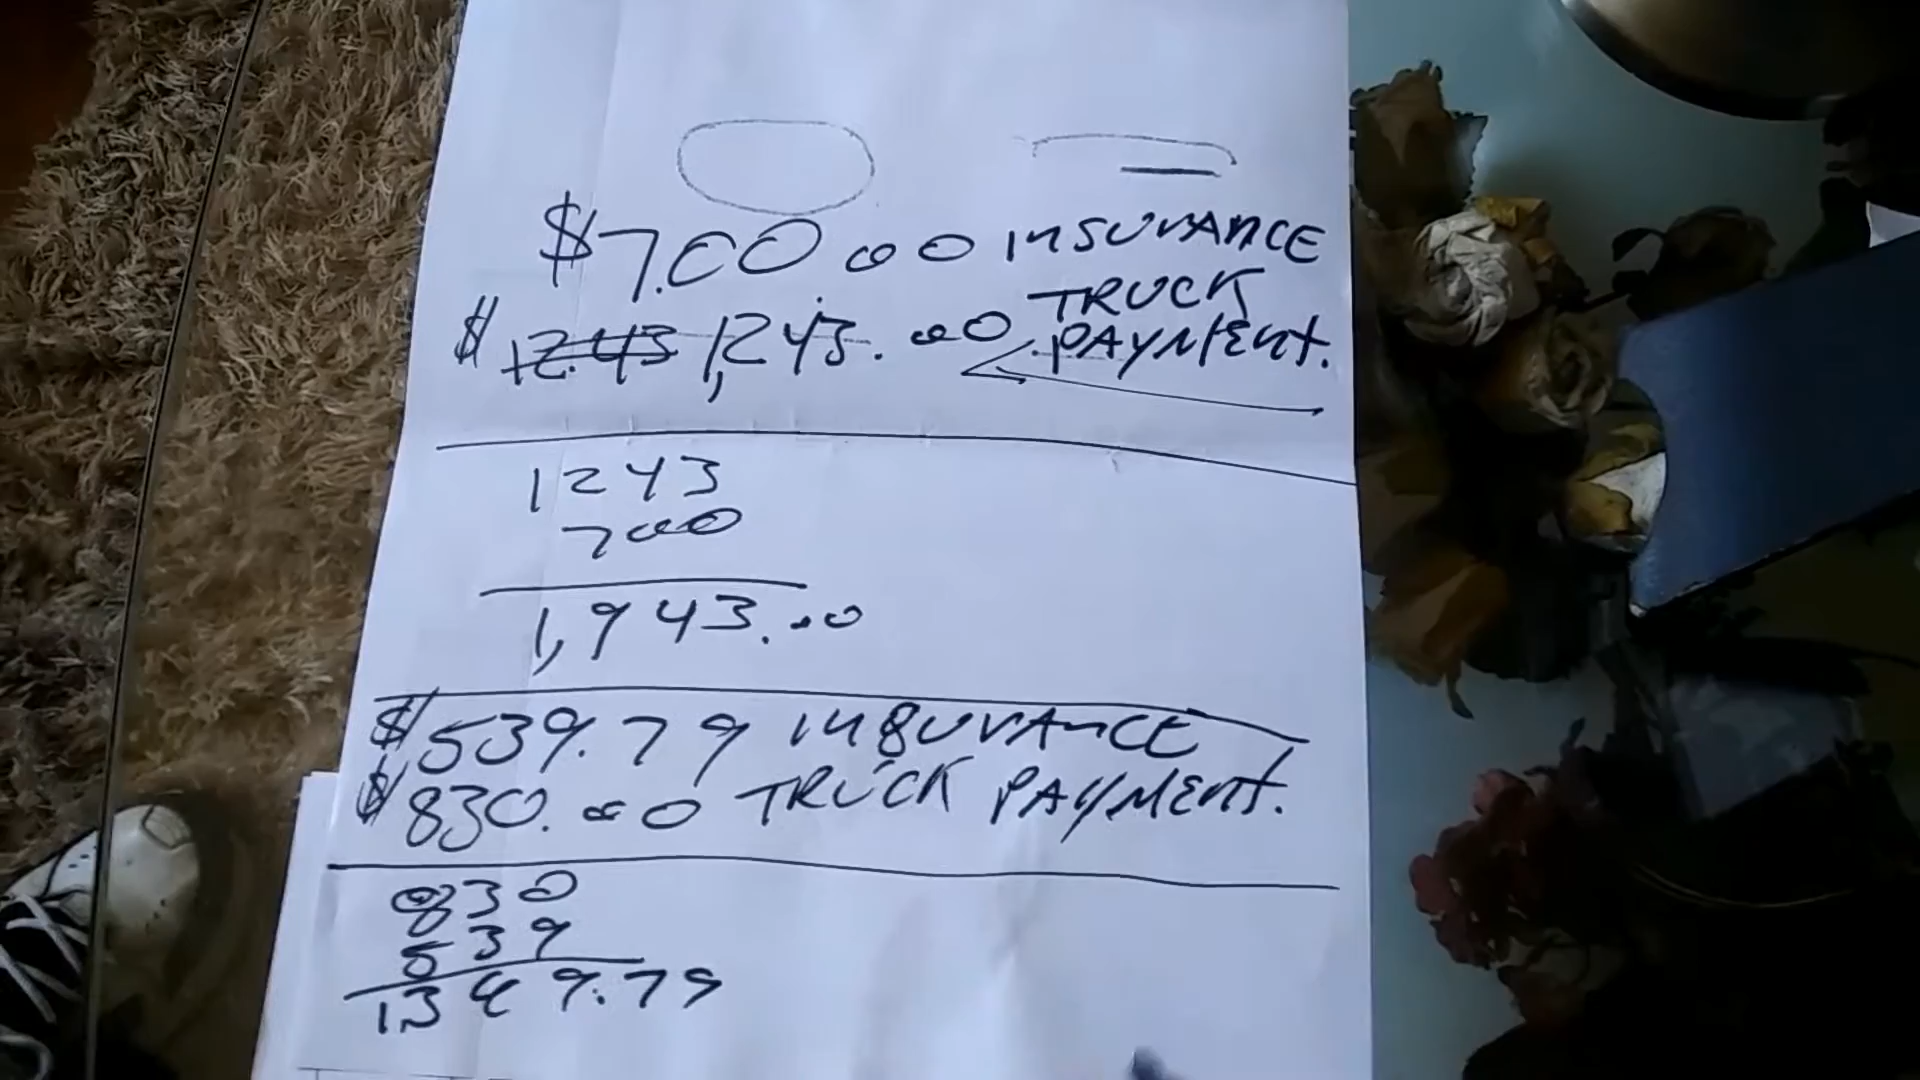 $7.00.00 INSURANCE
TRUCK
$ 12.43 1,243.00 PAYMENT.
1243
700
1,943.00
$539.79 INSURANCE
$830.00 TRUCK PAYMENT.
830
539
1369.79